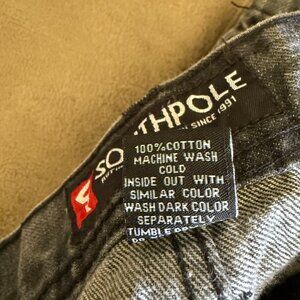 SO THPOLE
SINCE 1991
100%COTTON
MACHINE WASH
COLD
INSIDE OUT WITH
SIMILAR COLOR
WASH DARK COLOR
SEPARATELY
TUMBLE